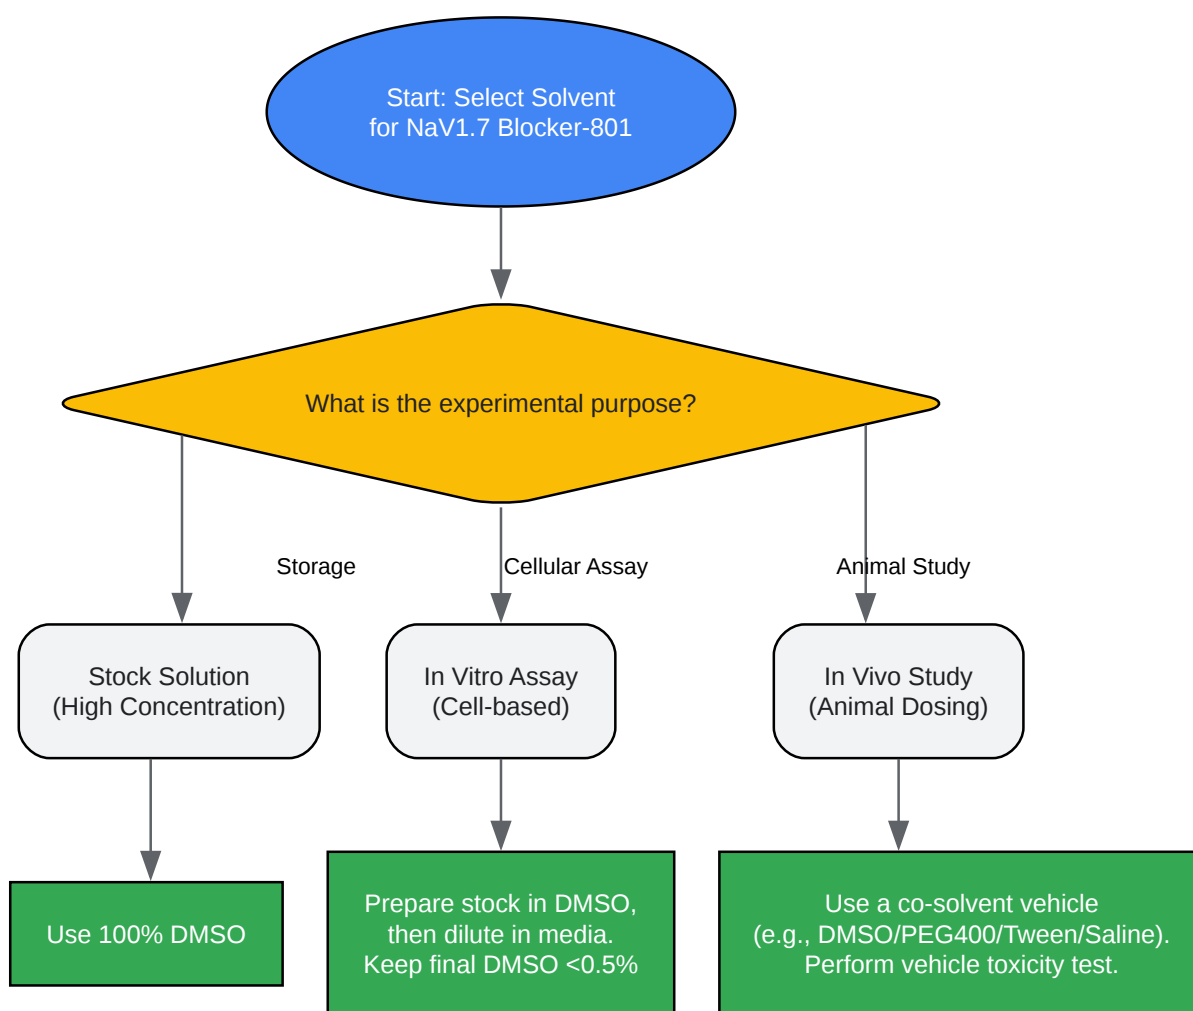 Start: Select Solvent
for NaV1.7 Blocker-801
What is the experimental purpose?
Storage
Cellular Assay
Animal Study
Stock Solution
(High Concentration)
In Vitro Assay
(Cell-based)
In Vivo Study
(Animal Dosing)
Use 100% DMSO
Prepare stock in DMSO,
then dilute in media.
Keep final DMSO <0.5%
Use a co-solvent vehicle
(e.g., DMSO/PEG400/Tween/Saline).
Perform vehicle toxicity test.